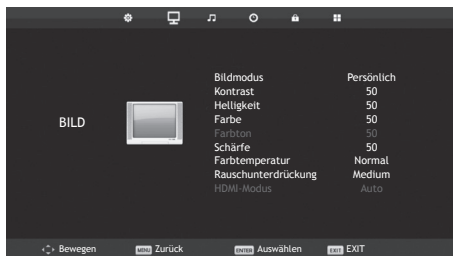 Bildmodus Persönlich
Kontrast 50
Helligkeit 50
BILD
Farbe 50
Farbton 50
Schärfe 50
Farbtemperatur Normal
Rauschunterdrückung Medium
HDMI-Modus Auto
Bewegen MENU Zurück ENTER Auswählen EXIT EXIT